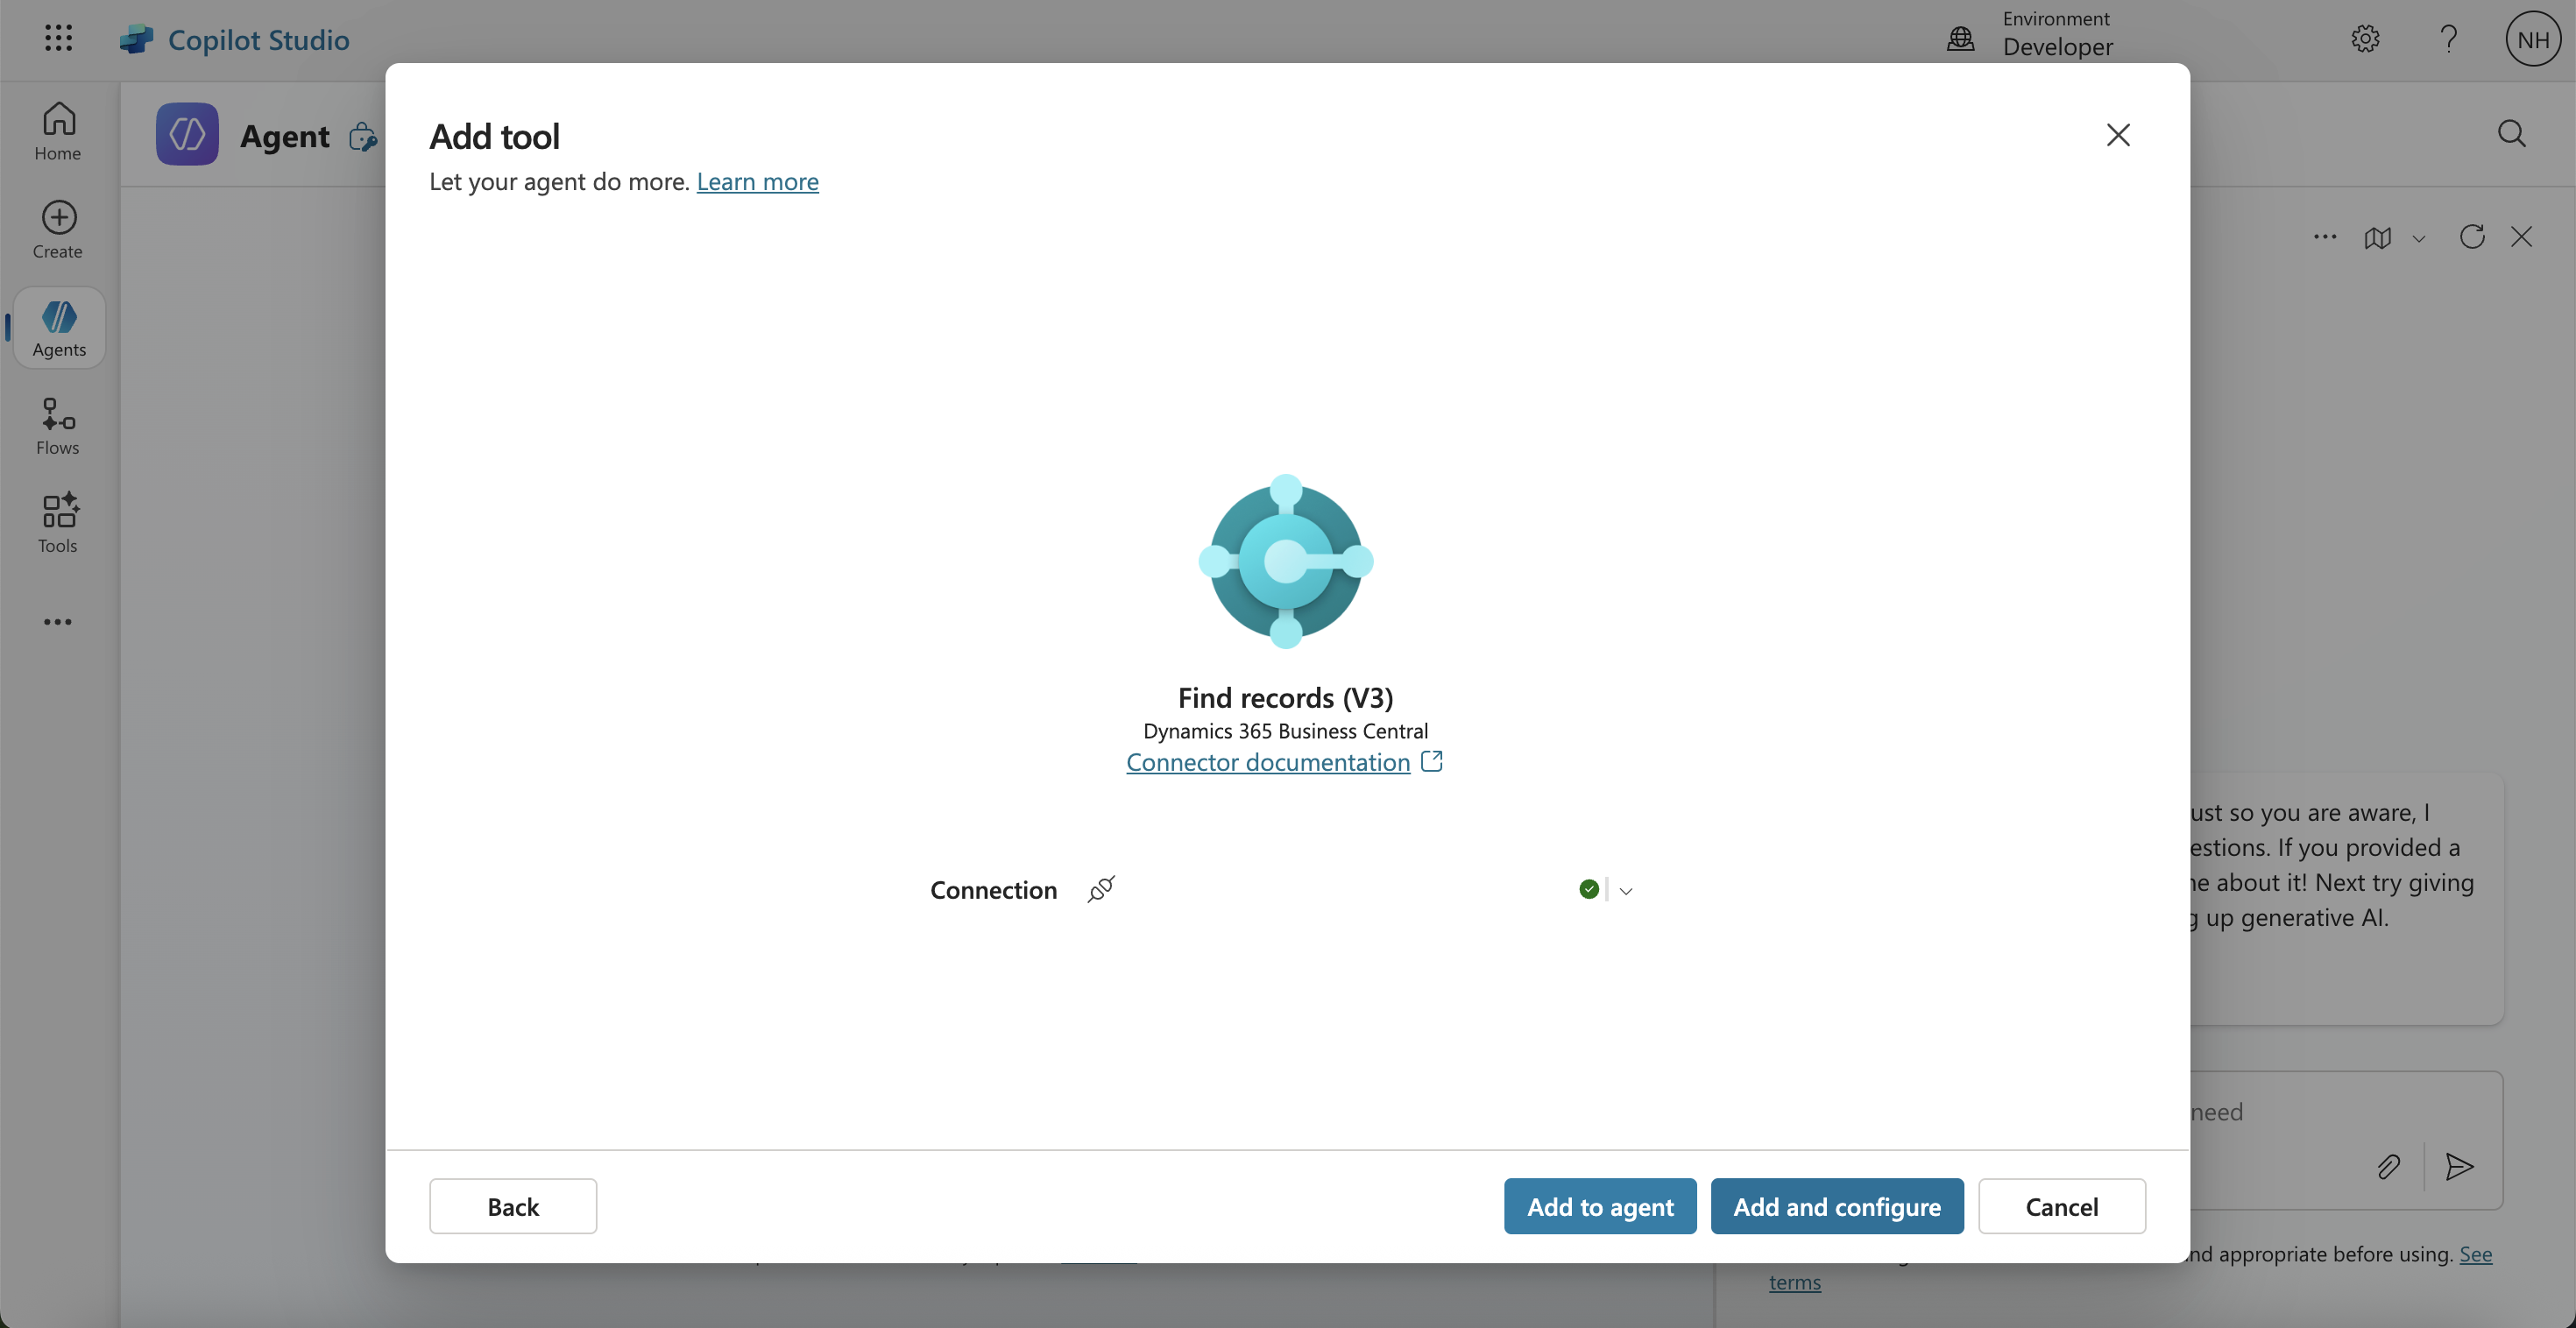 Copilot Studio
Environment
Developer
NH
Home
Create
Agents
Flows
Tools
Agent
Add tool
Let your agent do more. Learn more
Find records (V3)
Dynamics 365 Business Central
Connector documentation
Connection
Back
Add to agent
Add and configure
Cancel
ust so you are aware, I
estions. If you provided a
ne about it! Next try giving
g up generative AI.
need
nd appropriate before using. See
terms